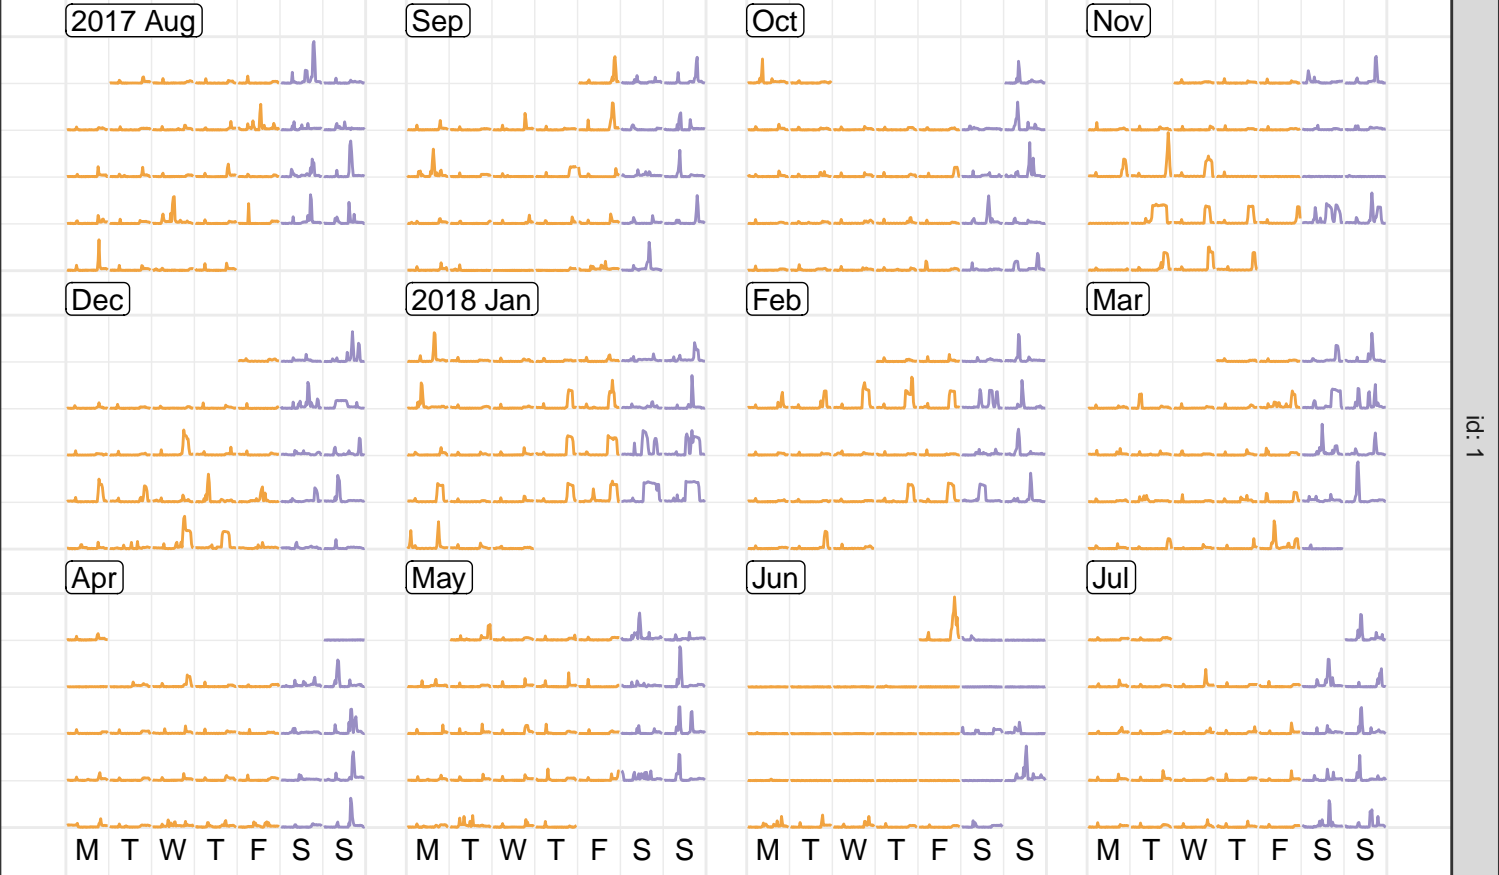 2017 Aug Sep Oct Nov
Dec 2018 Jan Feb Mar
Apr May Jun Jul
M T W T F S S M T W T F S S M T W T F S S M T W T F S S
id: 1